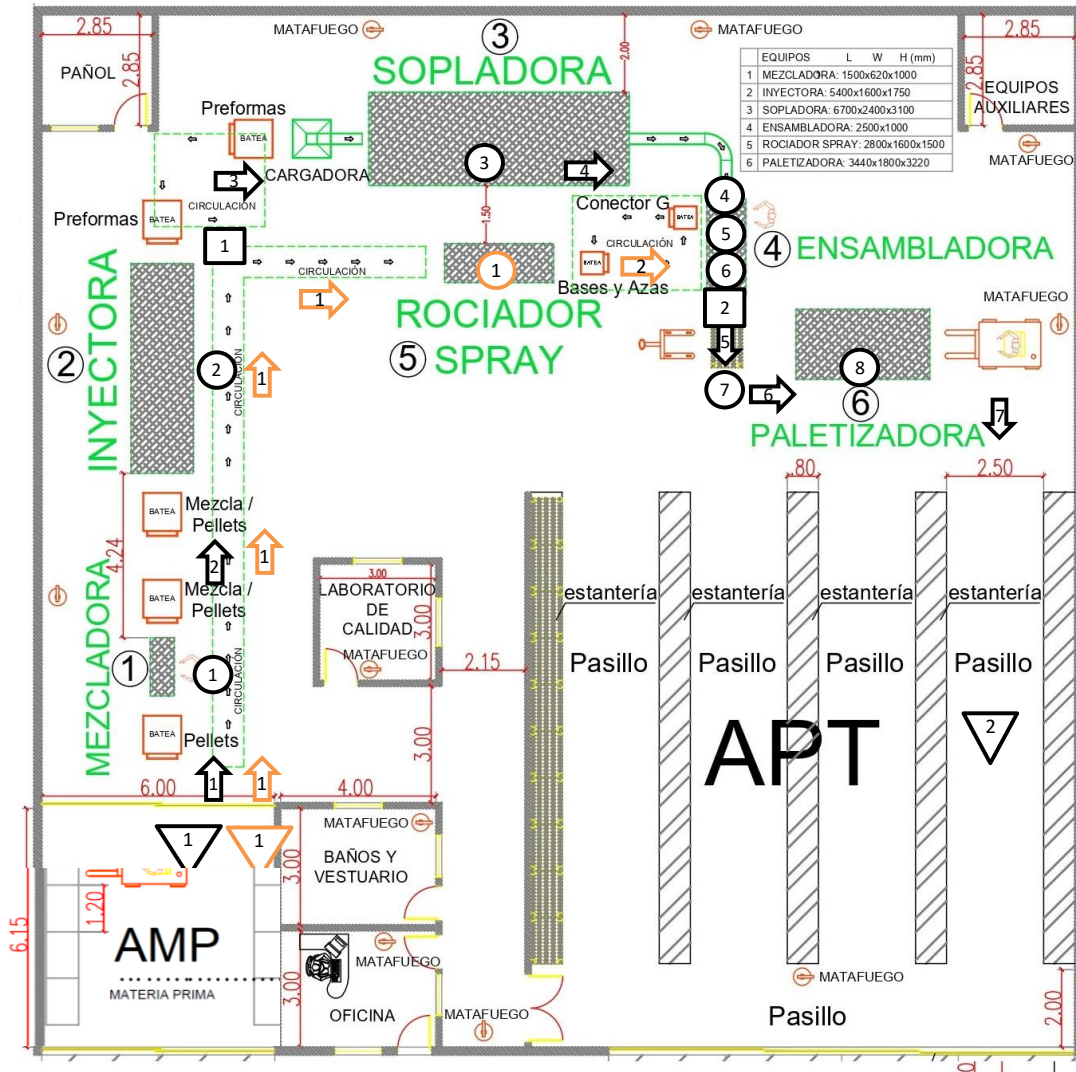 2.85
PAÑOL
2.85
MATAFUEGO
3
SOPLADORA
2.00
MATAFUEGO
2.85
2.85
EQUIPOS
AUXILIARES
MATAFUEGO
EQUIPOS L W H (mm)
1 MEZCLADORA: 1500x620x1000
2 INYECTORA: 5400x1600x1750
3 SOPLADORA: 6700x2400x3100
4 ENSAMBLADORA: 2500x1000
5 ROCIADOR SPRAY: 2800x1600x1500
6 PALETIZADORA: 3440x1800x3220
Preformas
BATEA
CARGADORA
3
3
4
CIRCULACIÓN
Preformas
BATEA
1
CIRCULACIÓN
1
1.50
1
Conector G
BATEA
CIRCULACIÓN
BATEA
2
Bases y Azas
4
5
6
2
5
7
4
ENSAMBLADORA
ROCIADOR
5 SPRAY
MATAFUEGO
6
8
6
PALETIZADORA
7
2
INYECTORA
2
CIRCULACIÓN
1
4.24
BATEA
Mezcla /
Pellets
2
1
BATEA
Mezcla /
Pellets
MEZCLADORA
1
1
CIRCULACIÓN
BATEA
Pellets
1
1
3.00
LABORATORIO
DE
CALIDAD
3.00
MATAFUEGO
2.15
3.00
.80
2.50
estantería
estantería
estantería
estantería
Pasillo
Pasillo
Pasillo
Pasillo
APT
2
6.00
4.00
1
1
MATAFUEGO
BAÑOS Y
VESTUARIO
3.00
6.15
1.20
AMP
MATERIA PRIMA
3.00
MATAFUEGO
OFICINA
MATAFUEGO
MATAFUEGO
Pasillo
2.00